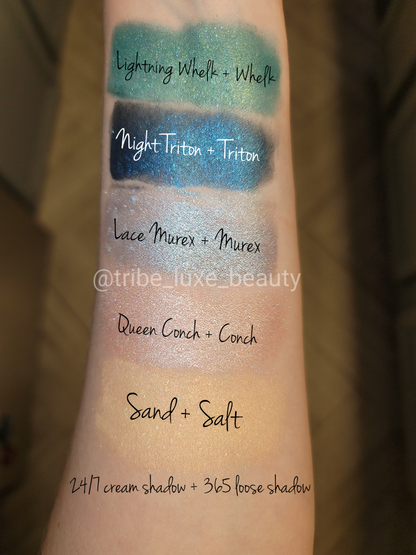 Lightning Whelk + Whelk
Night Triton + Triton
Lace Murex + Murex
@tribe_luxe_beauty
Queen Conch + Conch
Sand + Salt
24/7 cream shadow + 365 loose shadow